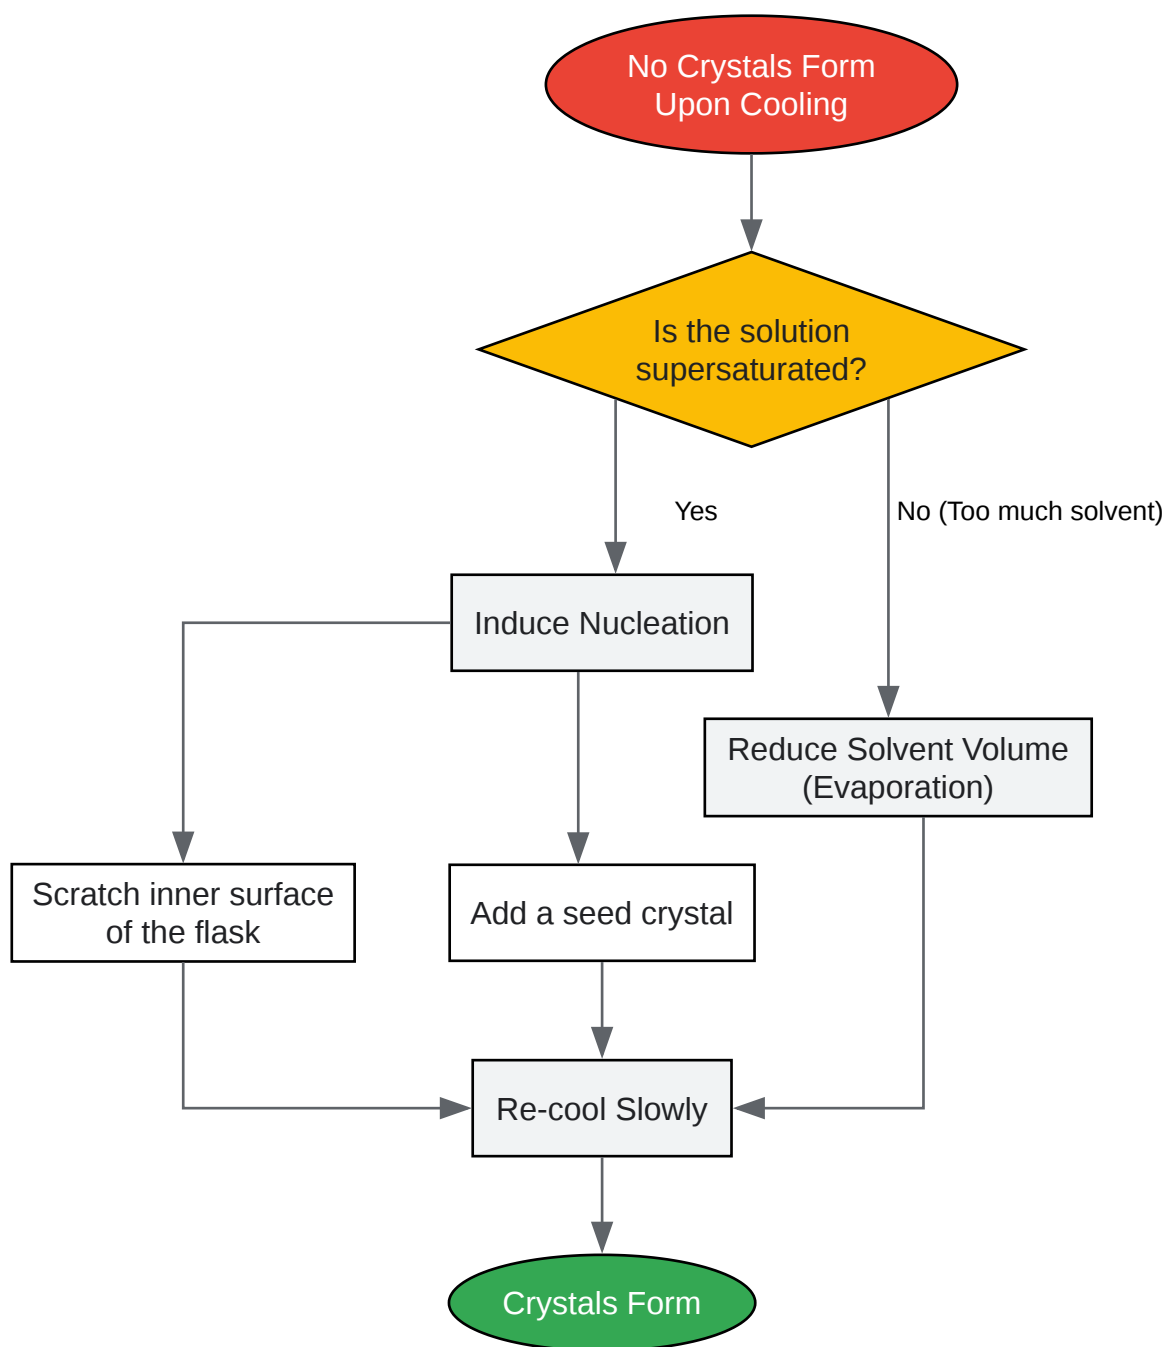 No Crystals Form
Upon Cooling
Is the solution
supersaturated?
Yes
No (Too much solvent)
Induce Nucleation
Reduce Solvent Volume
(Evaporation)
Scratch inner surface
of the flask
Add a seed crystal
Re-cool Slowly
Crystals Form